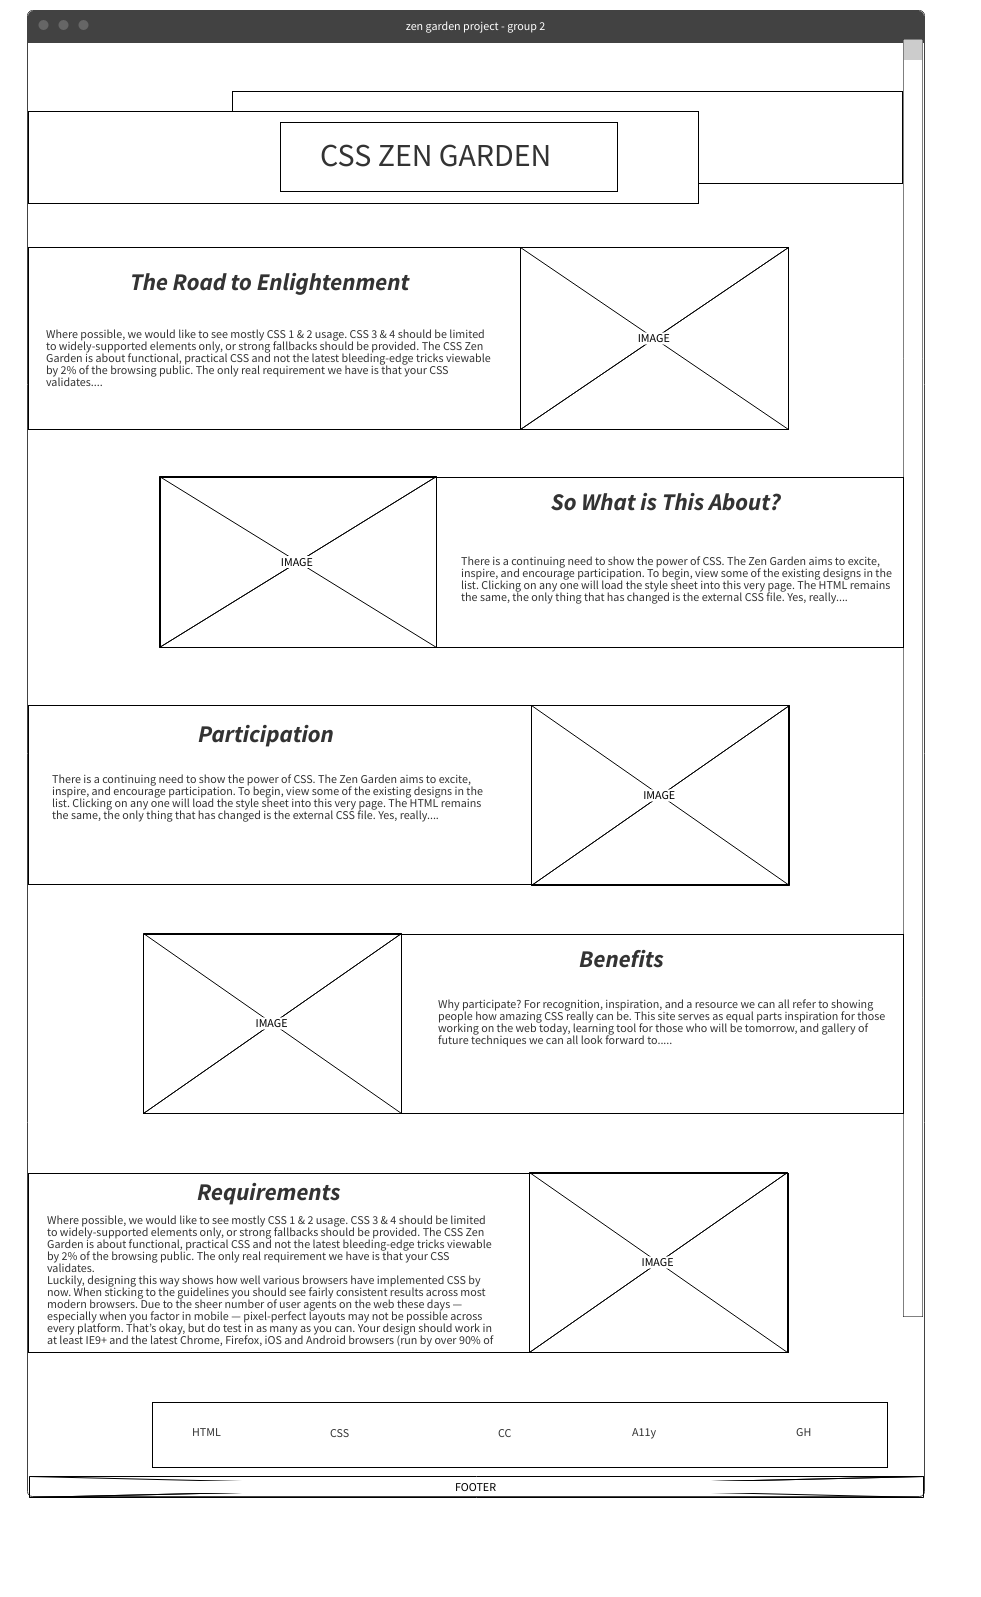 zen garden project - group 2
CSS ZEN GARDEN
The Road to Enlightenment
Where possible, we would like to see mostly CSS 1 & 2 usage. CSS 3 & 4 should be limited
to widely-supported elements only, or strong fallbacks should be provided. The CSS Zen
Garden is about functional, practical CSS and not the latest bleeding-edge tricks viewable
by 2% of the browsing public. The only real requirement we have is that your CSS
validates....
IMAGE
IMAGE
So What is This About?
There is a continuing need to show the power of CSS. The Zen Garden aims to excite,
inspire, and encourage participation. To begin, view some of the existing designs in the
list. Clicking on any one will load the style sheet into this very page. The HTML remains
the same, the only thing that has changed is the external CSS file. Yes, really....
Participation
There is a continuing need to show the power of CSS. The Zen Garden aims to excite,
inspire, and encourage participation. To begin, view some of the existing designs in the
list. Clicking on any one will load the style sheet into this very page. The HTML remains
the same, the only thing that has changed is the external CSS file. Yes, really....
IMAGE
IMAGE
Benefits
Why participate? For recognition, inspiration, and a resource we can all refer to showing
people how amazing CSS really can be. This site serves as equal parts inspiration for those
working on the web today, learning tool for those who will be tomorrow, and gallery of
future techniques we can all look forward to.....
Requirements
Where possible, we would like to see mostly CSS 1 & 2 usage. CSS 3 & 4 should be limited
to widely-supported elements only, or strong fallbacks should be provided. The CSS Zen
Garden is about functional, practical CSS and not the latest bleeding-edge tricks viewable
by 2% of the browsing public. The only real requirement we have is that your CSS
validates.
Luckily, designing this way shows how well various browsers have implemented CSS by
now. When sticking to the guidelines you should see fairly consistent results across most
modern browsers. Due to the sheer number of user agents on the web these days —
especially when you factor in mobile — pixel-perfect layouts may not be possible across
every platform. That's okay, but do test in as many as you can. Your design should work in
at least IE9+ and the latest Chrome, Firefox, iOS and Android browsers (run by over 90% of
IMAGE
HTML CSS CC A11y GH
FOOTER